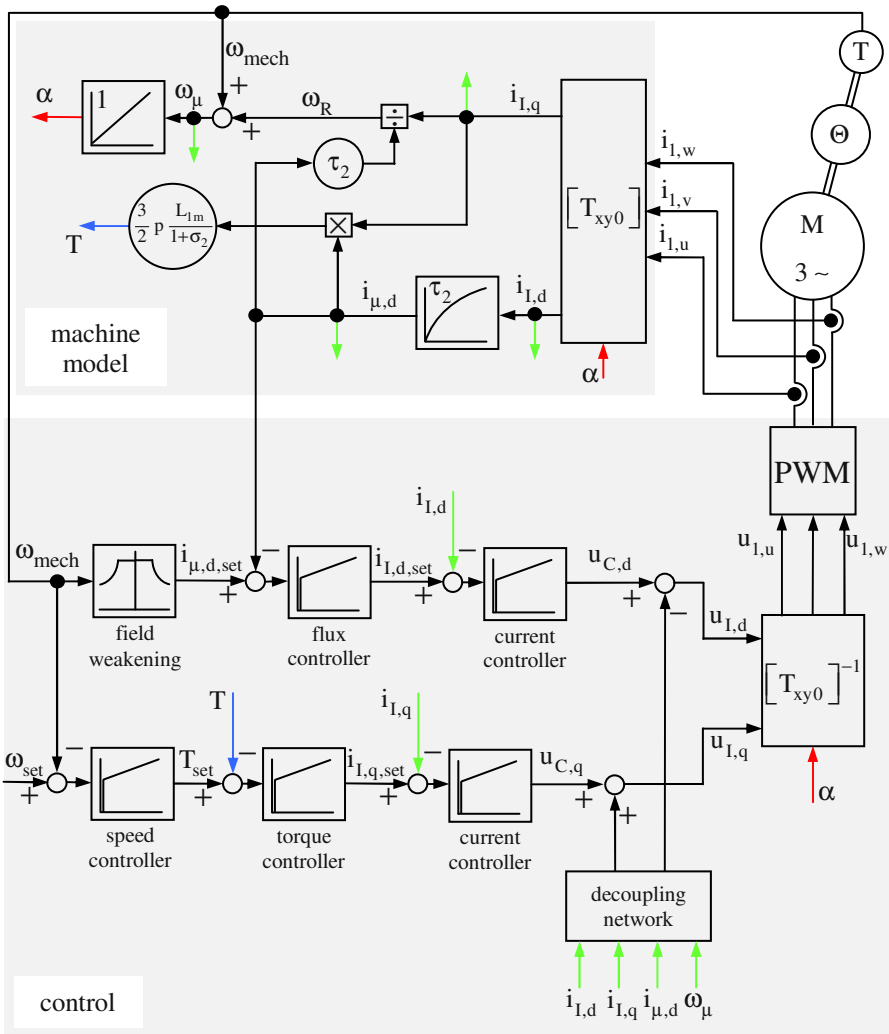 T
ω_mech
α
1
ω_μ
+
+
ω_R
÷
i_I,q
Θ
τ_2
i_1,w
[T_xy0]
i_1,v
i_1,u
M
3 ~
T
3/2 p L_1m/1+σ_2
×
i_μ,d
τ_2
i_I,d
α
machine
model
PWM
i_I,d
u_1,u
u_1,w
ω_mech
i_μ,d,set
−
+
i_I,d,set
−
+
u_C,d
+
−
u_I,d
field
weakening
flux
controller
current
controller
[T_xy0]^−1
T
i_I,q
ω_set
−
+
T_set
−
+
i_I,q,set
−
+
u_C,q
+
+
u_I,q
α
speed
controller
torque
controller
current
controller
decoupling
network
i_I,d
i_I,q
i_μ,d
ω_μ
control